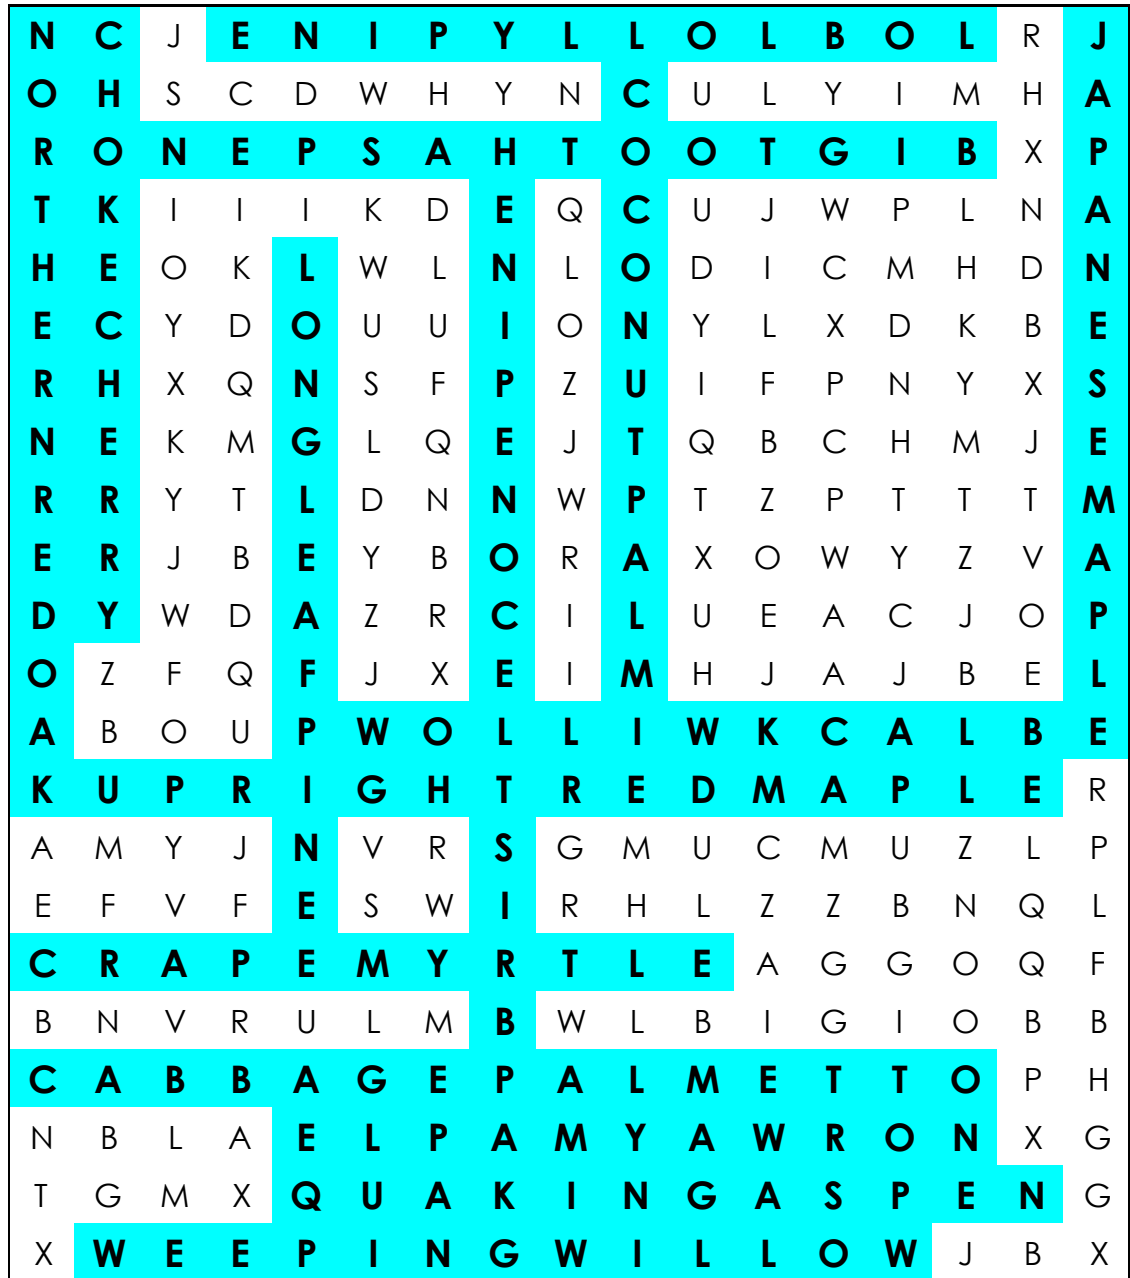 N C J E N I P Y L L O L B O L R J
O H S C D W H Y N C U L Y I M H A
R O N E P S A H T O O T G I B X P
T K I I I K D E Q C U J W P L N A
H E O K L W L N L O D I C M H D N
E C Y D O U U I O N Y L X D K B E
R H X Q N S F P Z U I F P N Y X S
N E K M G L Q E J T Q B C H M J E
R R Y T L D N N W P T Z P T T T M
E R J B E Y B O R A X O W Y Z V A
D Y W D A Z R C I L U E A C J O P
O Z F Q F J X E I M H J A J B E L
A B O U P W O L L I W K C A L B E
K U P R I G H T R E D M A P L E R
A M Y J N V R S G M U C M U Z L P
E F V F E S W I R H L Z Z B N Q L
C R A P E M Y R T L E A G G O Q F
B N V R U L M B W L B I G I O B B
C A B B A G E P A L M E T T O P H
N B L A E L P A M Y A W R O N X G
T G M X Q U A K I N G A S P E N G
X W E E P I N G W I L L O W J B X